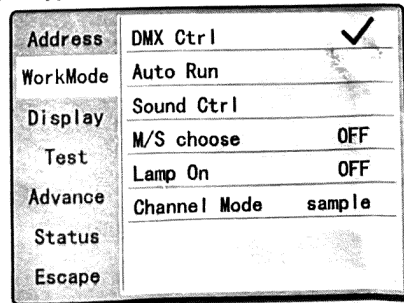 Address
WorkMode
Display
Test
Advance
Status
Escape
DMX Ctrl ✓
Auto Run
Sound Ctrl
M/S choose OFF
Lamp On OFF
Channel Mode sample